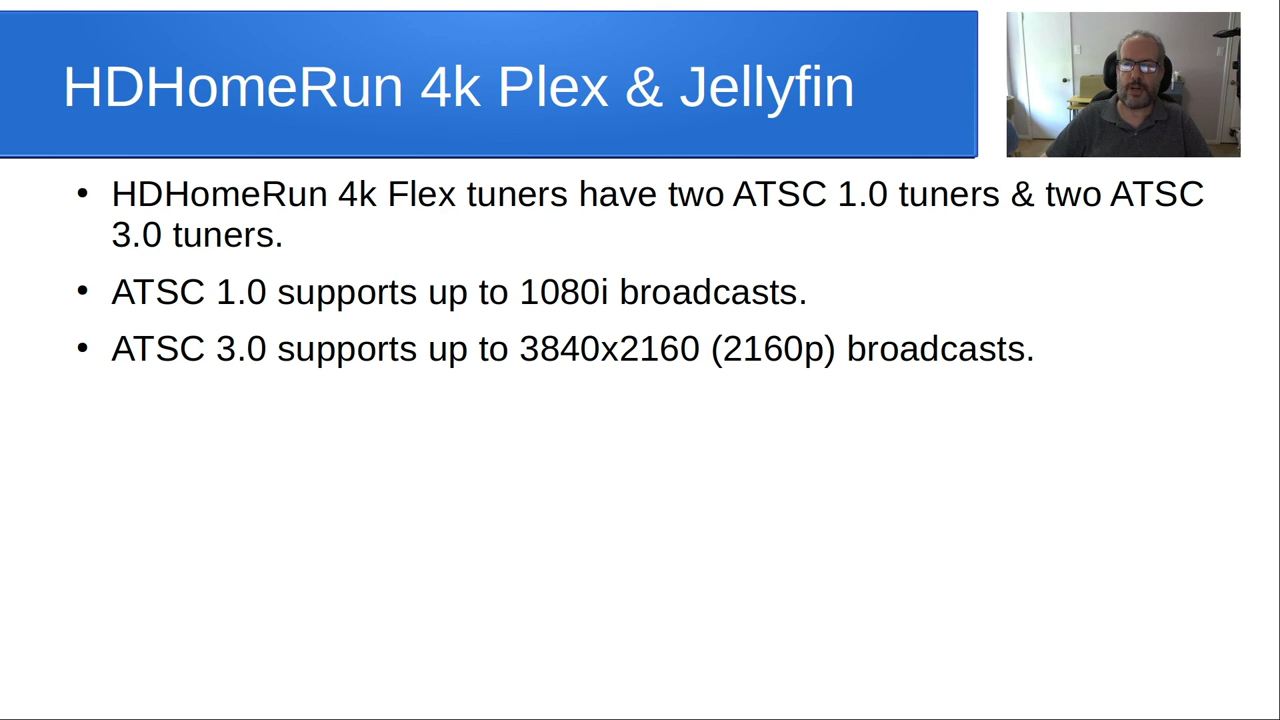 HDHomeRun 4k Plex & Jellyfin
• HDHomeRun 4k Flex tuners have two ATSC 1.0 tuners & two ATSC
3.0 tuners.
• ATSC 1.0 supports up to 1080i broadcasts.
• ATSC 3.0 supports up to 3840x2160 (2160p) broadcasts.